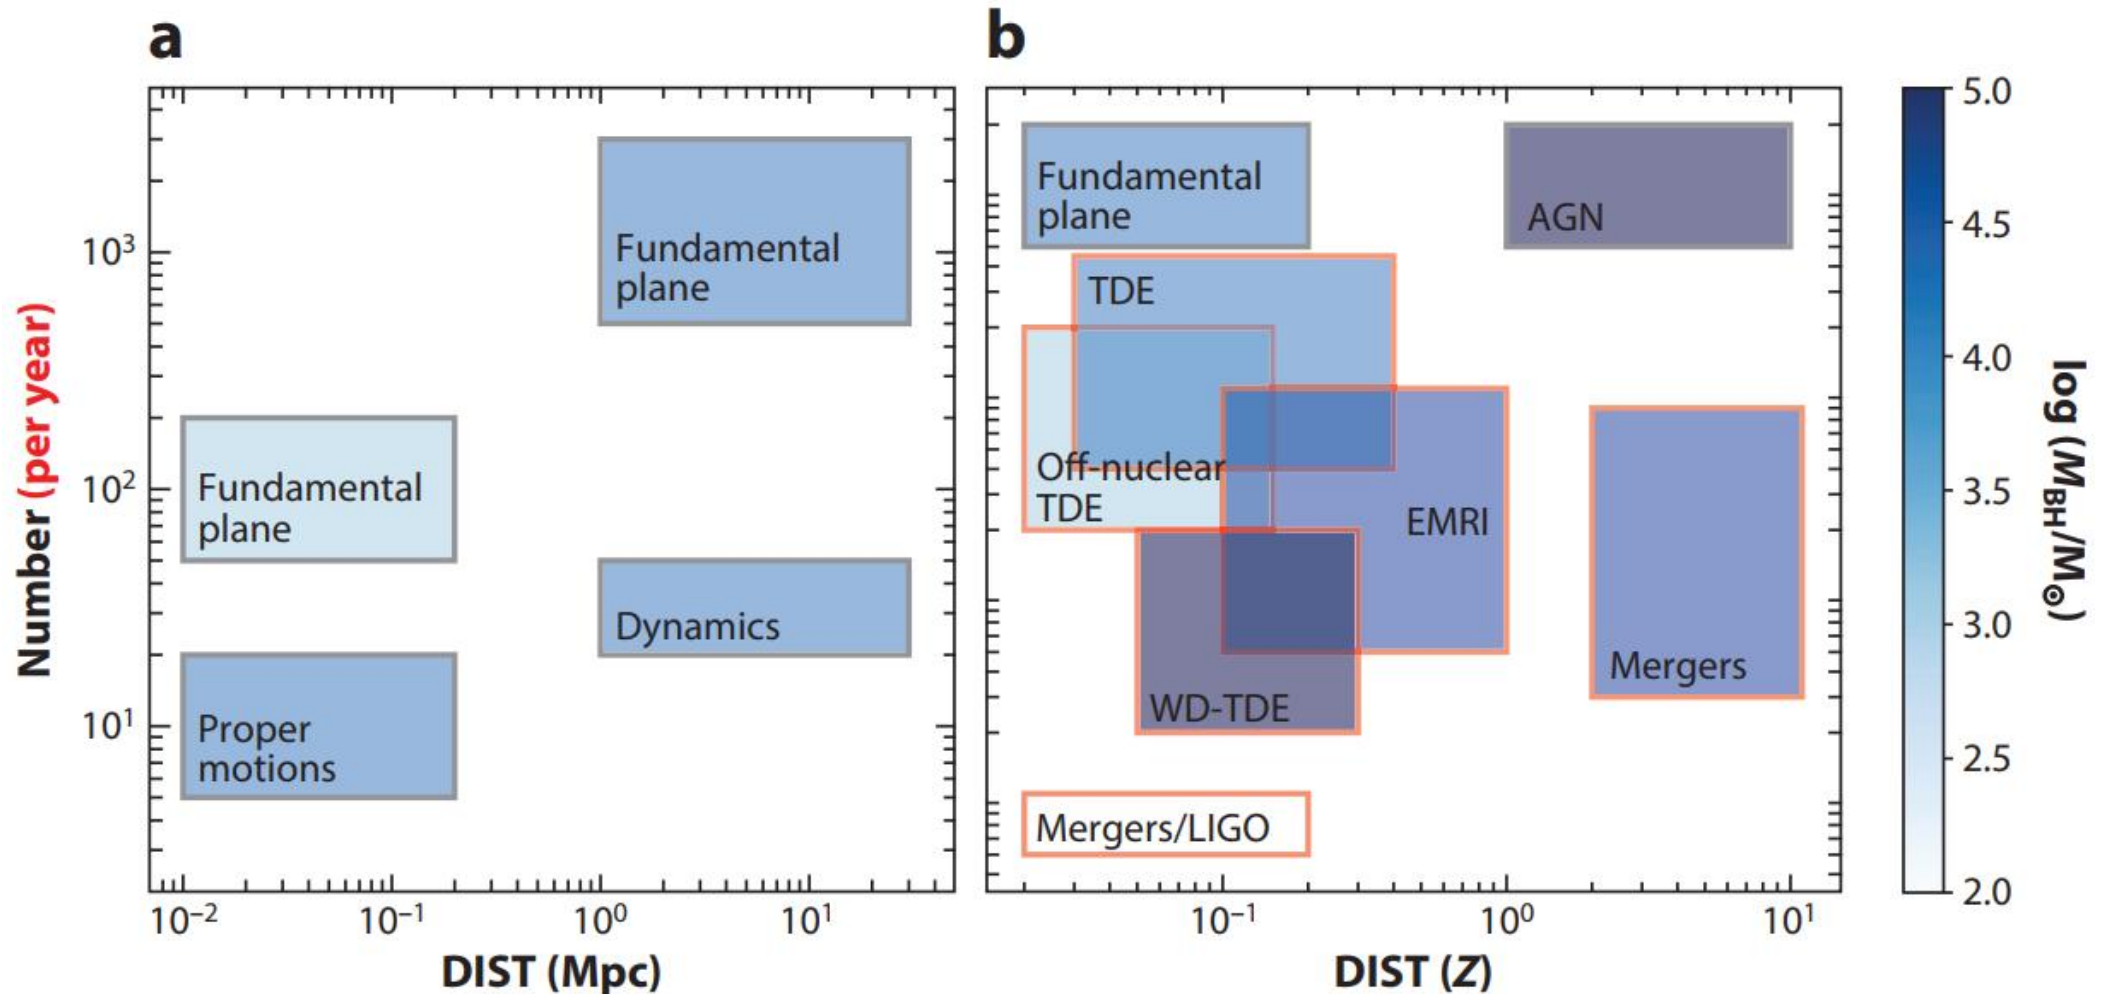 a
b
Number (per year)
10³
10²
10¹
Fundamental
plane
Fundamental
plane
Dynamics
Proper
motions
10⁻²
10⁻¹
10⁰
10¹
DIST (Mpc)
Fundamental
plane
AGN
TDE
Off-nuclear
TDE
EMRI
WD-TDE
Mergers
Mergers/LIGO
10⁻¹
10⁰
10¹
DIST (Z)
5.0
4.5
4.0
3.5
3.0
2.5
2.0
log (M_BH/M_⊙)